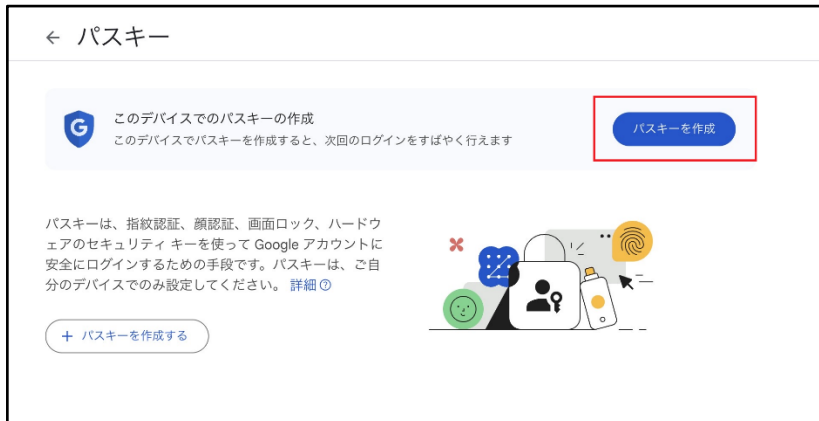 ← パスキー
このデバイスでのパスキーの作成
このデバイスでパスキーを作成すると、次回のログインをすばやく行えます
パスキーを作成
パスキーは、指紋認証、顔認証、画面ロック、ハードウ
ェアのセキュリティ キーを使って Google アカウントに
安全にログインするための手段です。パスキーは、ご自
分のデバイスでのみ設定してください。 詳細
+ パスキーを作成する